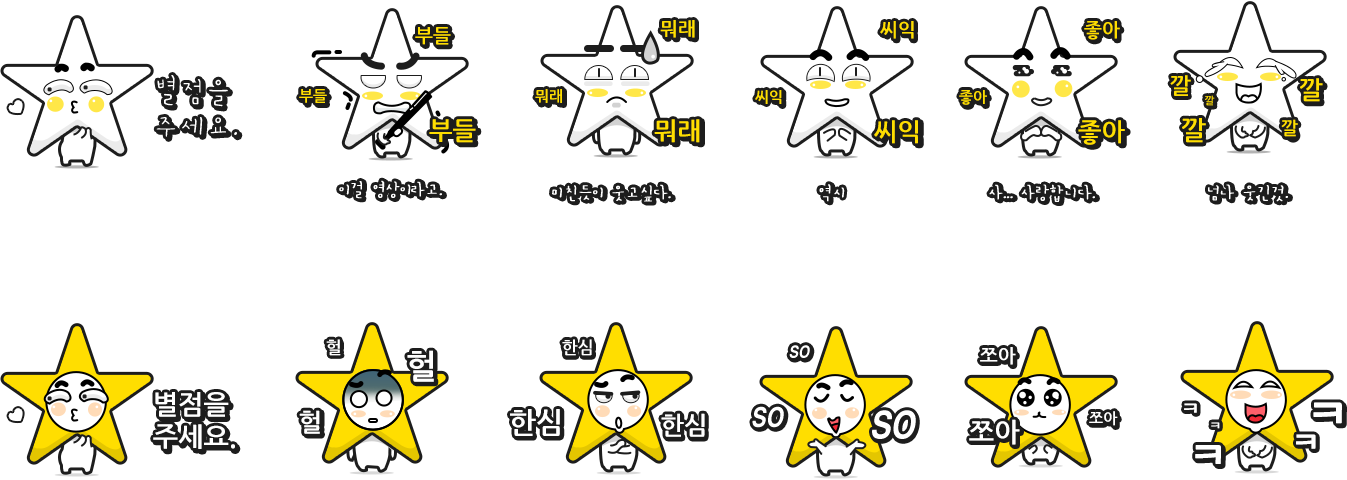 별점을
주세요.
부들
부들
부들
이걸 영상이라고.
뭐래
뭐래
뭐래
미친듯이 웃고싶다.
씨익
씨익
씨익
역시
좋아
좋아
좋아
사... 사랑합니다.
깔
깔
깔
깔
깔
넘나 웃긴것.
별점을
주세요.
헐
헐
헐
한심
한심
한심
SO
SO
SO
쪼아
쪼아
쪼아
ㅋ
ㅋ
ㅋ
ㅋ
ㅋ